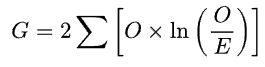 G = 2 ∑ [ O × ln ( O / E ) ]